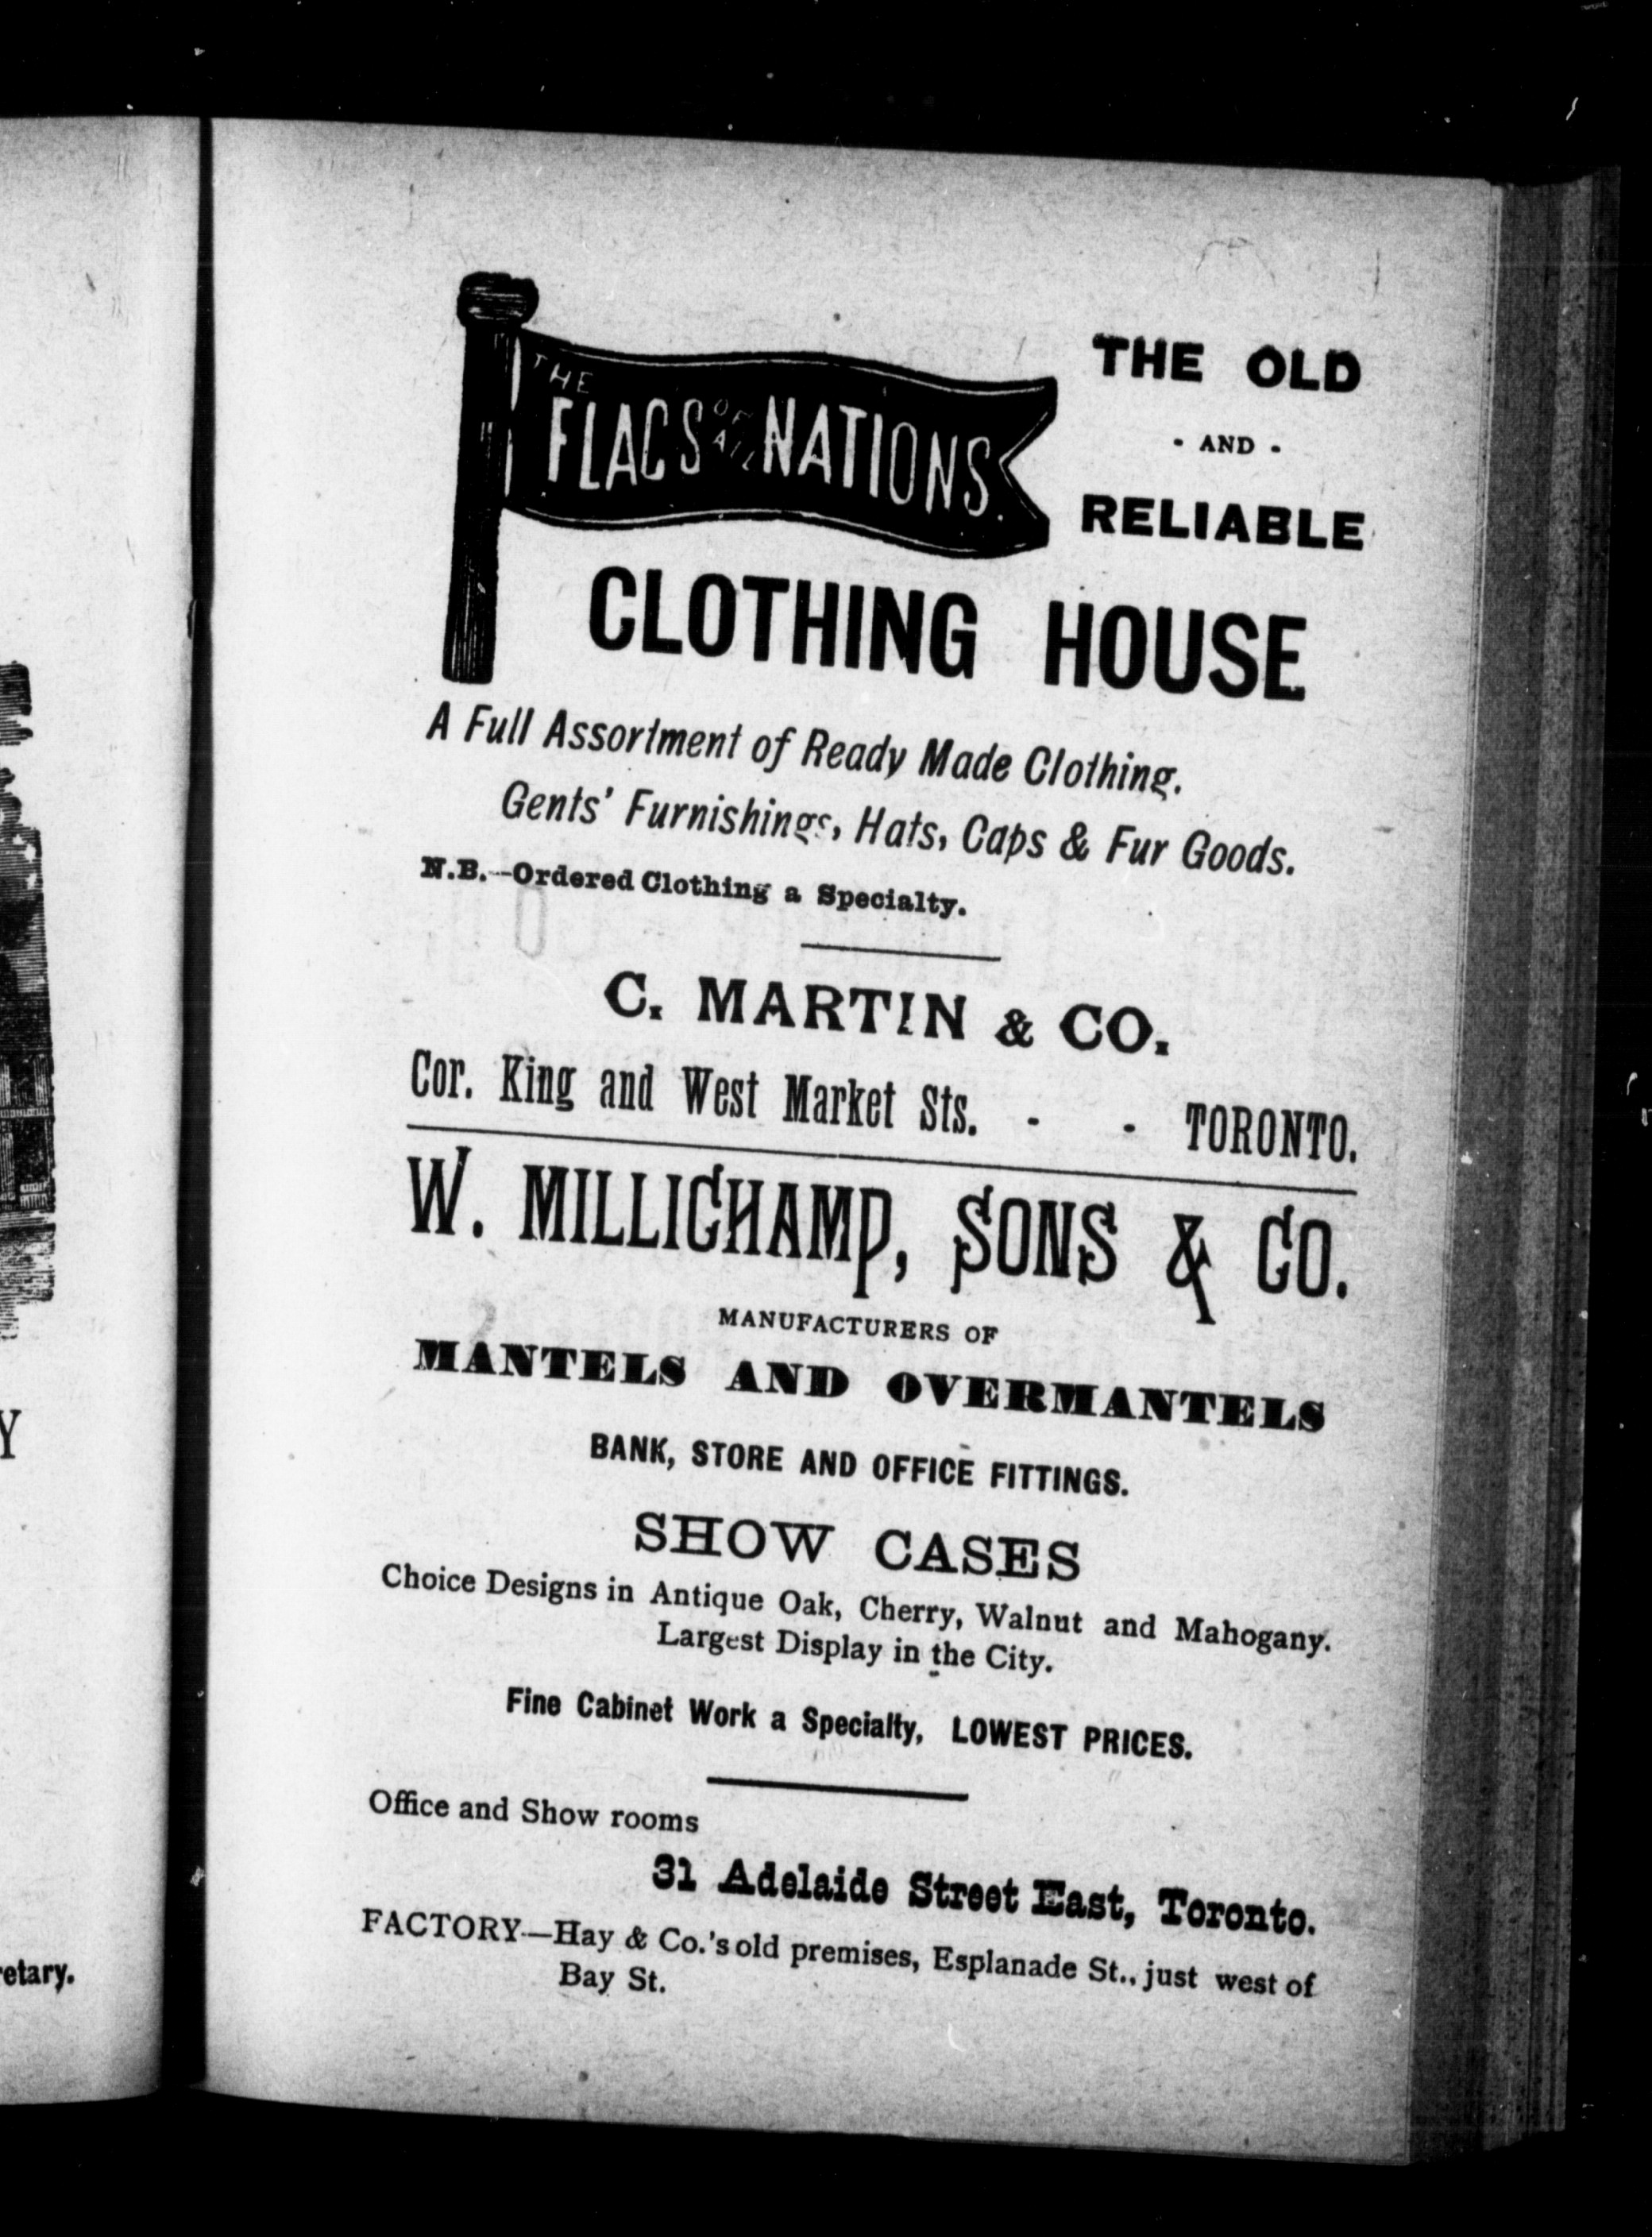 THE
FLAGS OF ALL NATIONS.
THE OLD
- AND -
RELIABLE
CLOTHING HOUSE
A Full Assortment of Ready Made Clothing.
Gents' Furnishings, Hats, Caps & Fur Goods.
N.B.--Ordered Clothing a Specialty.
C. MARTIN & CO.
Cor. King and West Market Sts. - - TORONTO.
W. MILLICHAMP, SONS & CO.
MANUFACTURERS OF
MANTELS AND OVERMANTELS
BANK, STORE AND OFFICE FITTINGS.
SHOW CASES
Choice Designs in Antique Oak, Cherry, Walnut and Mahogany.
Largest Display in the City.
Fine Cabinet Work a Specialty, LOWEST PRICES.
Office and Show rooms
31 Adelaide Street East, Toronto.
FACTORY—Hay & Co.'s old premises, Esplanade St., just west of
Bay St.